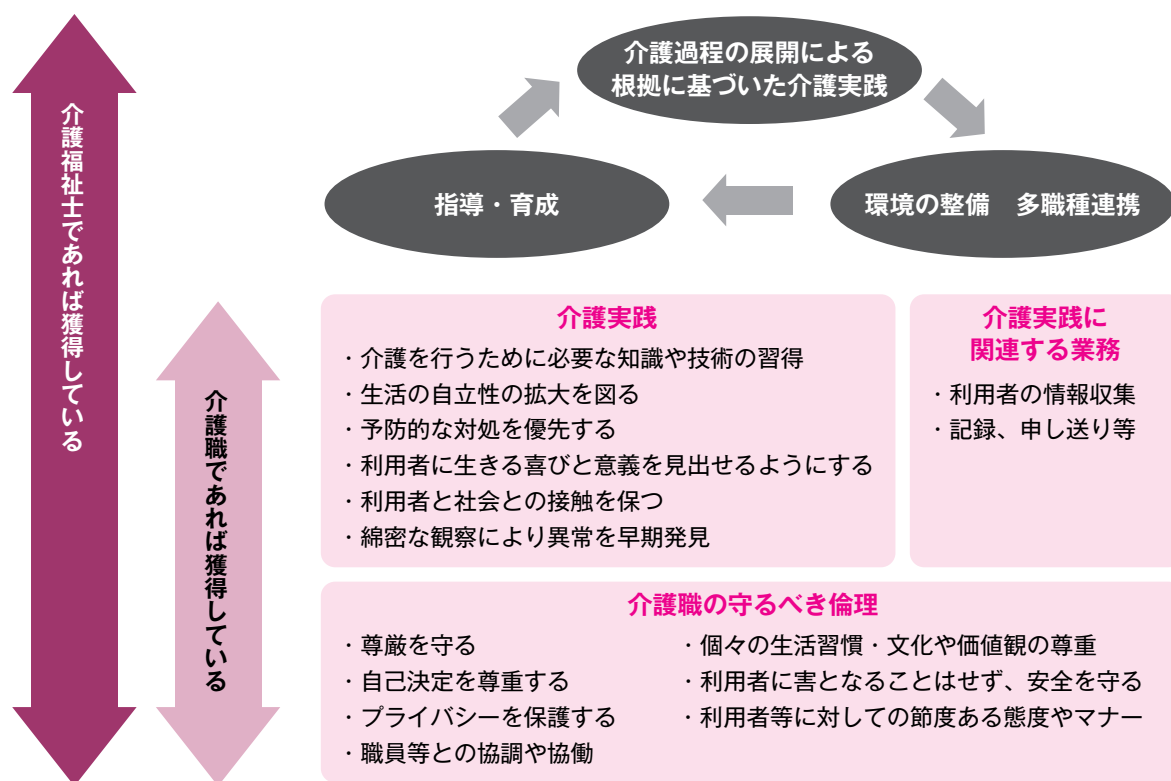 介護福祉士であれば獲得している
介護職であれば獲得している
介護過程の展開による
根拠に基づいた介護実践
指導・育成
環境の整備　多職種連携
介護実践
・介護を行うために必要な知識や技術の習得
・生活の自立性の拡大を図る
・予防的な対処を優先する
・利用者に生きる喜びと意義を見出せるようにする
・利用者と社会との接触を保つ
・綿密な観察により異常を早期発見
介護実践に
関連する業務
・利用者の情報収集
・記録、申し送り等
介護職の守るべき倫理
・尊厳を守る
・自己決定を尊重する
・プライバシーを保護する
・職員等との協調や協働
・個々の生活習慣・文化や価値観の尊重
・利用者に害となることはせず、安全を守る
・利用者等に対しての節度ある態度やマナー